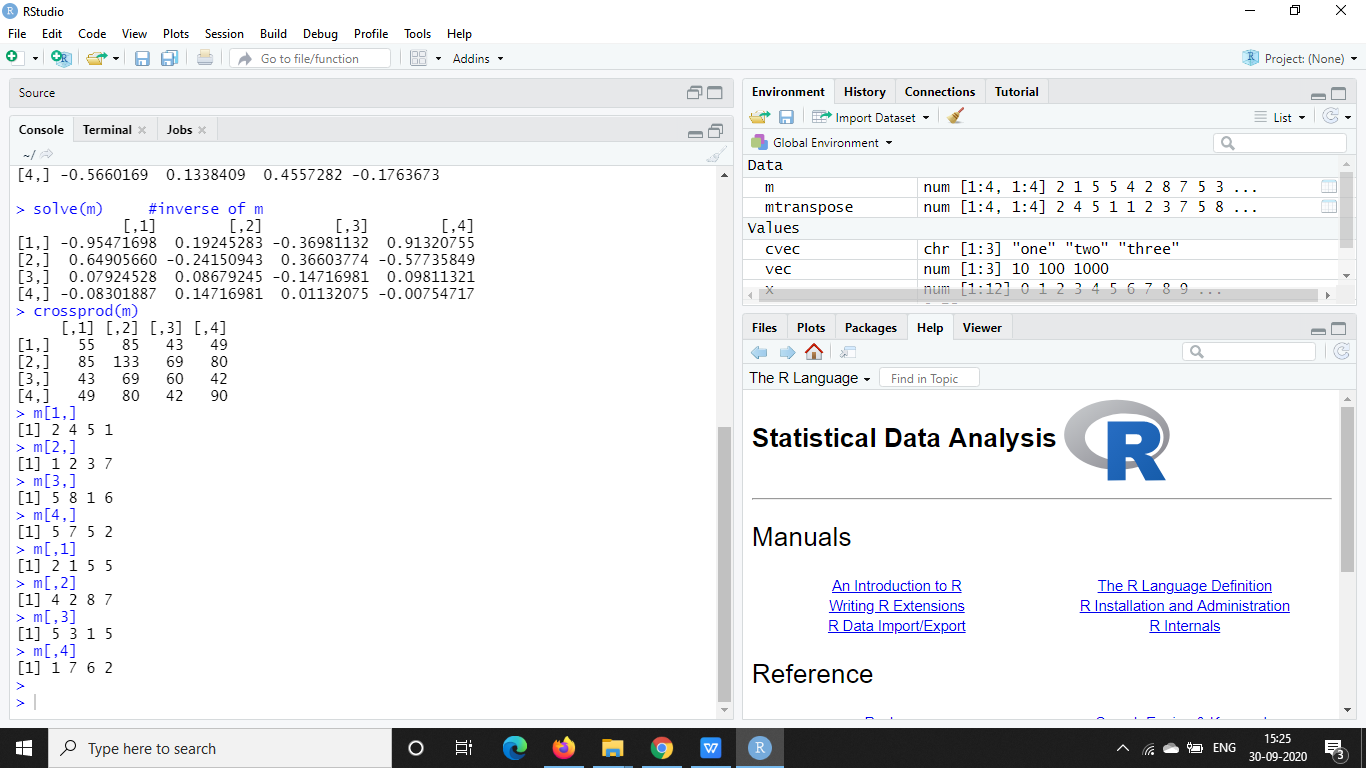 RStudio
File Edit Code View Plots Session Build Debug Profile Tools Help
Go to file/function Addins Project: (None)
Source
Console Terminal Jobs
~/
[4,] -0.5660169 0.1338409 0.4557282 -0.1763673
> solve(m) #inverse of m
[,1] [,2] [,3] [,4]
[1,] -0.95471698 0.19245283 -0.36981132 0.91320755
[2,] 0.64905660 -0.24150943 0.36603774 -0.57735849
[3,] 0.07924528 0.08679245 -0.14716981 0.09811321
[4,] -0.08301887 0.14716981 0.01132075 -0.00754717
> crossprod(m)
[,1] [,2] [,3] [,4]
[1,] 55 85 43 49
[2,] 85 133 69 80
[3,] 43 69 60 42
[4,] 49 80 42 90
> m[1,]
[1] 2 4 5 1
> m[2,]
[1] 1 2 3 7
> m[3,]
[1] 5 8 1 6
> m[4,]
[1] 5 7 5 2
> m[,1]
[1] 2 1 5 5
> m[,2]
[1] 4 2 8 7
> m[,3]
[1] 5 3 1 5
> m[,4]
[1] 1 7 6 2
>
>
Environment History Connections Tutorial
Import Dataset List
Global Environment
Data
m num [1:4, 1:4] 2 1 5 5 4 2 8 7 5 3 ...
mtranspose num [1:4, 1:4] 2 4 5 1 1 2 3 7 5 8 ...
Values
cvec chr [1:3] "one" "two" "three"
vec num [1:3] 10 100 1000
x num [1:12] 0 1 2 3 4 5 6 7 8 9 ...
Files Plots Packages Help Viewer
The R Language Find in Topic
Statistical Data Analysis R
Manuals
An Introduction to R The R Language Definition
Writing R Extensions R Installation and Administration
R Data Import/Export R Internals
Reference
Type here to search
ENG 15:25
30-09-2020
3